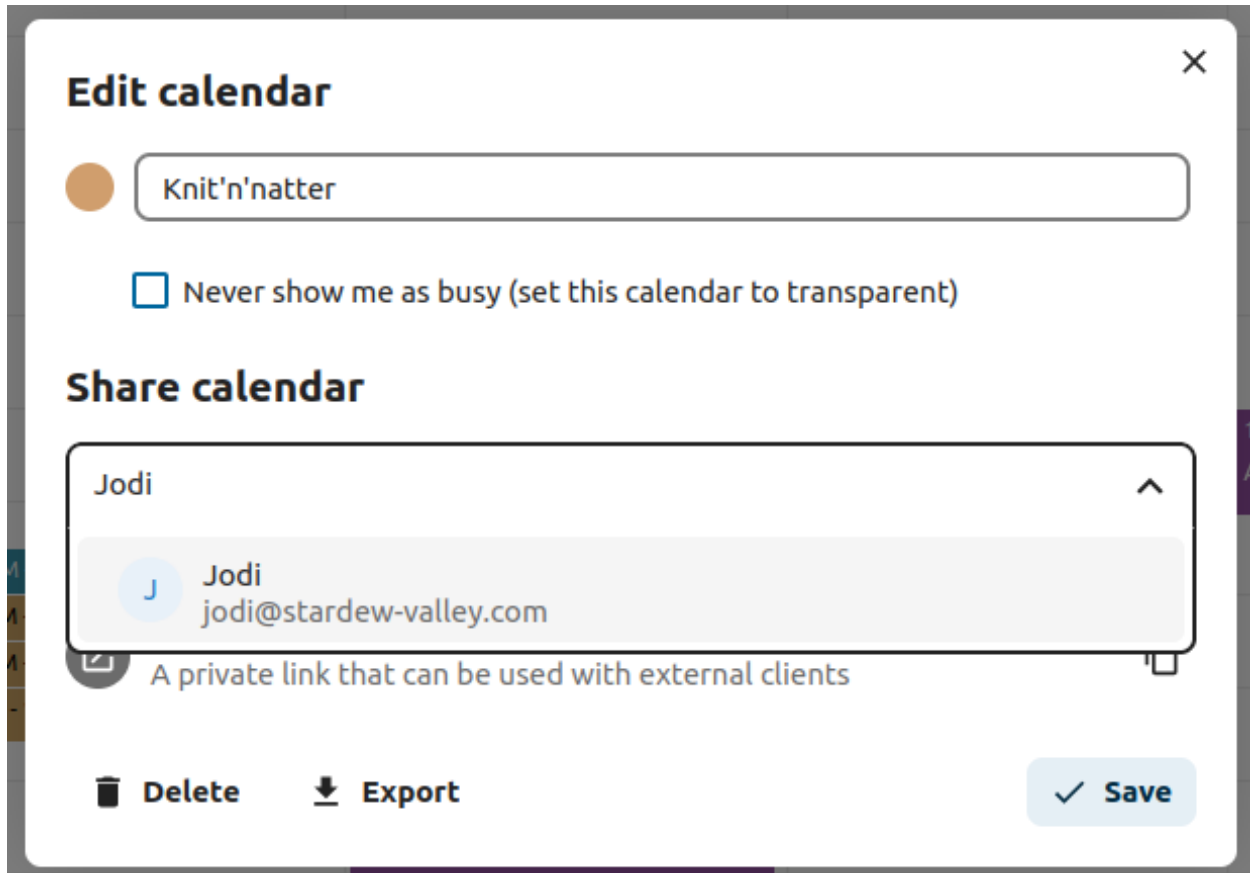 Edit calendar
Knit'n'natter
Never show me as busy (set this calendar to transparent)
Share calendar
Jodi
J
Jodi
jodi@stardew-valley.com
A private link that can be used with external clients
Delete
Export
Save